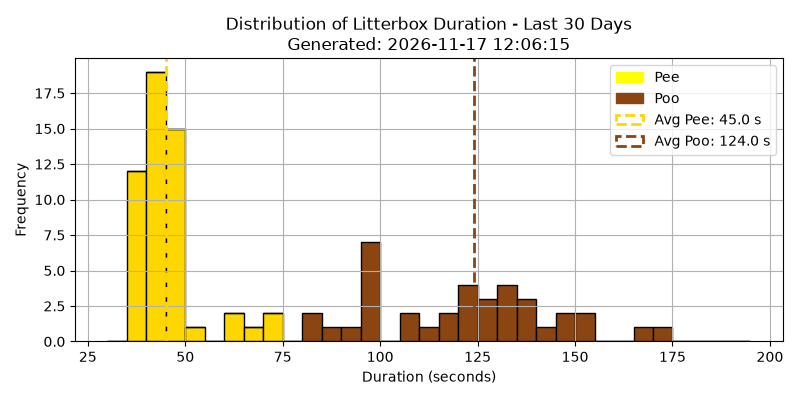 Distribution of Litterbox Duration - Last 30 Days
Generated: 2026-11-17 12:06:15
Pee
Poo
Avg Pee: 45.0 s
Avg Poo: 124.0 s
Frequency
17.5
15.0
12.5
10.0
7.5
5.0
2.5
0.0
25 50 75 100 125 150 175 200
Duration (seconds)